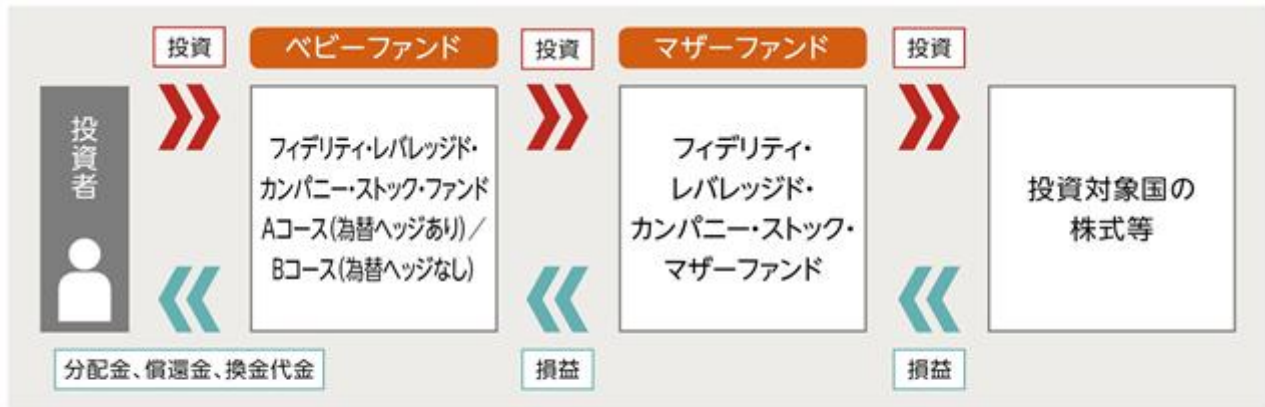 投資
ベビーファンド
投資
マザーファンド
投資
投資者
フィデリティ・レバレッジド・
カンパニー・ストック・ファンド
Aコース(為替ヘッジあり)／
Bコース(為替ヘッジなし)
フィデリティ・
レバレッジド・
カンパニー・ストック・
マザーファンド
投資対象国の
株式等
分配金、償還金、換金代金
損益
損益